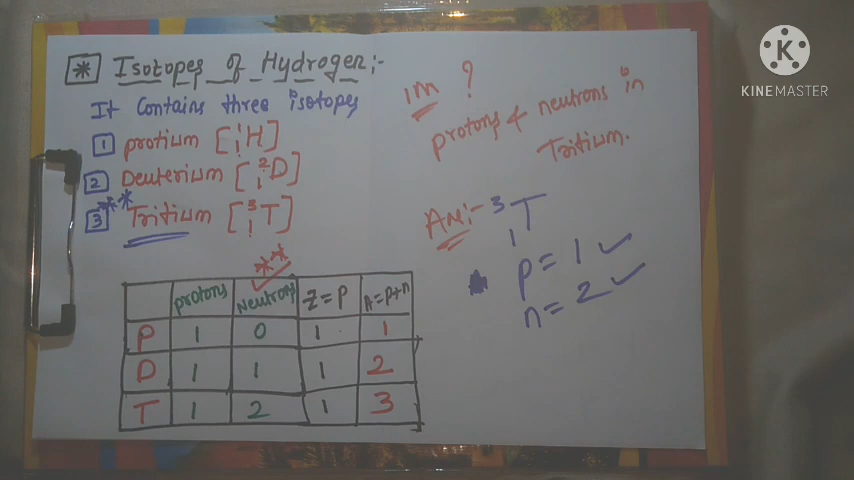 * Isotopes of Hydrogen:-
It Contains three isotopes
1 protium [¹₁H]
2 Deuterium [²₁D]
3 ** Tritium [³₁T]
**
protons Neutrons Z=P A=P+n
P 1 0 1 1
D 1 1 1 2
T 1 2 1 3
1M ?
protons & neutrons in
Tritium.
Ans:- ³₁T
P = 1 ✓
n = 2 ✓
K
KINEMASTER